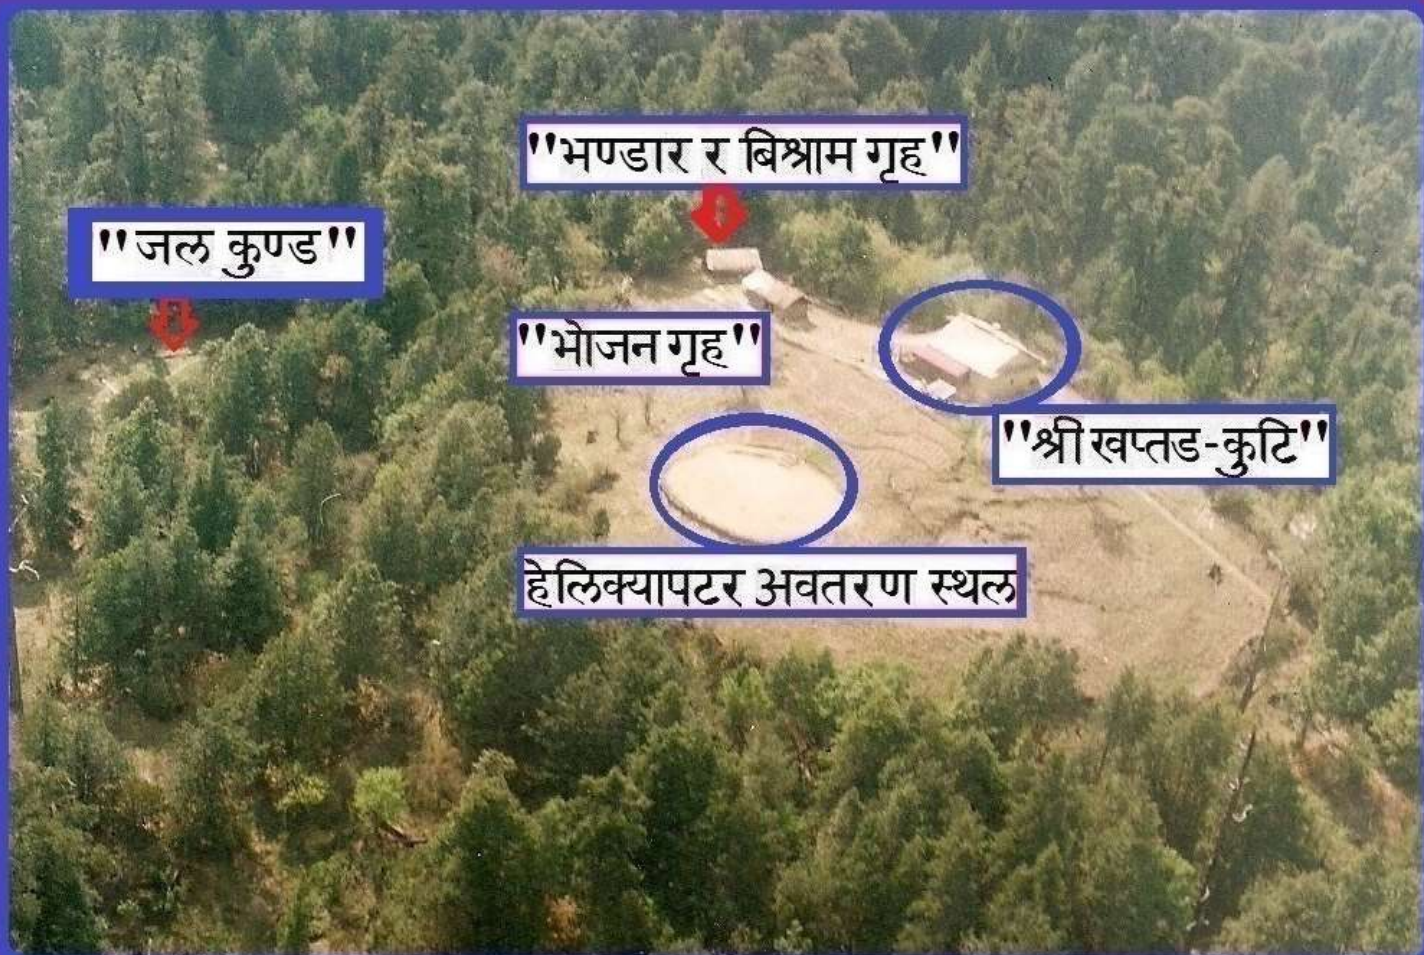 "भण्डार र बिश्राम गृह"
"जल कुण्ड"
"भोजन गृह"
"श्री खप्तड-कुटि"
हेलिक्यापटर अवतरण स्थल